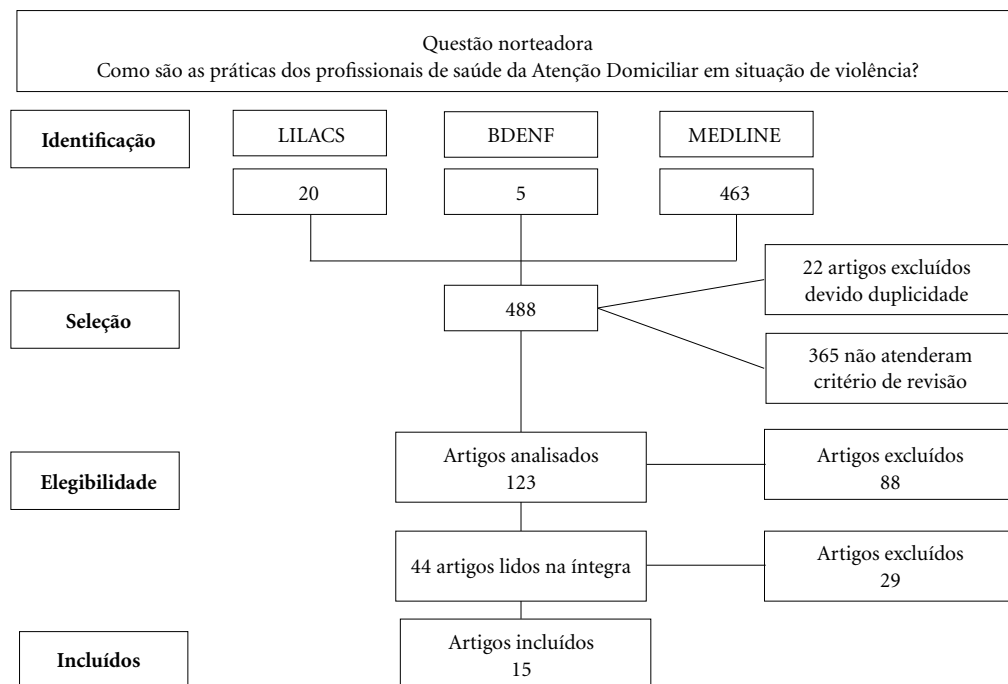 Questão norteadora
Como são as práticas dos profissionais de saúde da Atenção Domiciliar em situação de violência?
Identificação
LILACS
BDENF
MEDLINE
20
5
463
22 artigos excluídos
devido duplicidade
Seleção
488
365 não atenderam
critério de revisão
Artigos analisados
123
Artigos excluídos
88
Elegibilidade
44 artigos lidos na íntegra
Artigos excluídos
29
Artigos incluídos
15
Incluídos